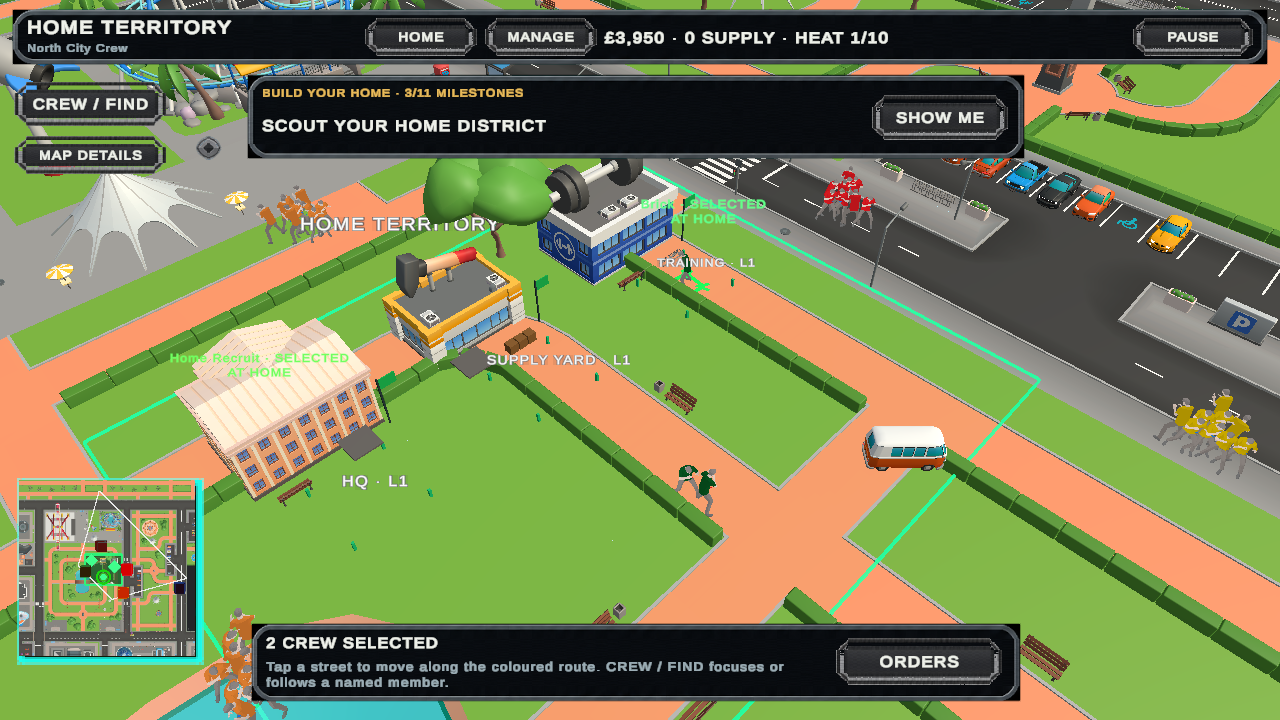 HOME TERRITORY
North City Crew
HOME
MANAGE
£3,950 · 0 SUPPLY · HEAT 1/10
PAUSE
CREW / FIND
MAP DETAILS
BUILD YOUR HOME · 3/11 MILESTONES
SCOUT YOUR HOME DISTRICT
SHOW ME
HOME TERRITORY
SELECTED
AT HOME
TRAINING · L1
SUPPLY YARD · L1
Home Recruit · SELECTED
AT HOME
HQ · L1
P
2 CREW SELECTED
Tap a street to move along the coloured route. CREW / FIND focuses or
follows a named member.
ORDERS